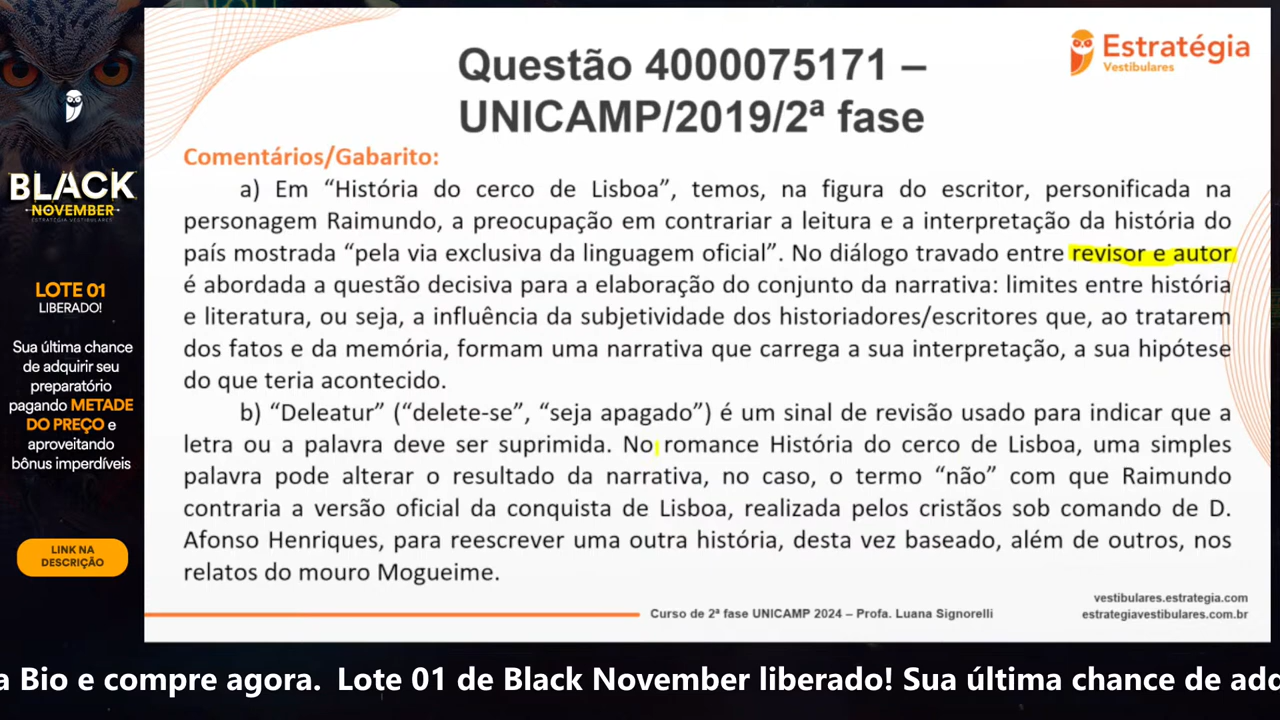 Questão 4000075171 –
UNICAMP/2019/2ª fase
Estratégia
Vestibulares
Comentários/Gabarito:
a) Em “História do cerco de Lisboa”, temos, na figura do escritor, personificada na
personagem Raimundo, a preocupação em contrariar a leitura e a interpretação da história do
país mostrada “pela via exclusiva da linguagem oficial”. No diálogo travado entre revisor e autor
é abordada a questão decisiva para a elaboração do conjunto da narrativa: limites entre história
e literatura, ou seja, a influência da subjetividade dos historiadores/escritores que, ao tratarem
dos fatos e da memória, formam uma narrativa que carrega a sua interpretação, a sua hipótese
do que teria acontecido.
b) “Deleatur” (“delete-se”, “seja apagado”) é um sinal de revisão usado para indicar que a
letra ou a palavra deve ser suprimida. No romance História do cerco de Lisboa, uma simples
palavra pode alterar o resultado da narrativa, no caso, o termo “não” com que Raimundo
contraria a versão oficial da conquista de Lisboa, realizada pelos cristãos sob comando de D.
Afonso Henriques, para reescrever uma outra história, desta vez baseado, além de outros, nos
relatos do mouro Mogueime.
Curso de 2ª fase UNICAMP 2024 – Profa. Luana Signorelli
vestibulares.estrategia.com
estrategiavestibulares.com.br
BLACK
NOVEMBER
ESTRATÉGIA VESTIBULARES
LOTE 01
LIBERADO!
Sua última chance
de adquirir seu
preparatório
pagando METADE
DO PREÇO e
aproveitando
bônus imperdíveis
LINK NA
DESCRIÇÃO
a Bio e compre agora. Lote 01 de Black November liberado! Sua última chance de adq